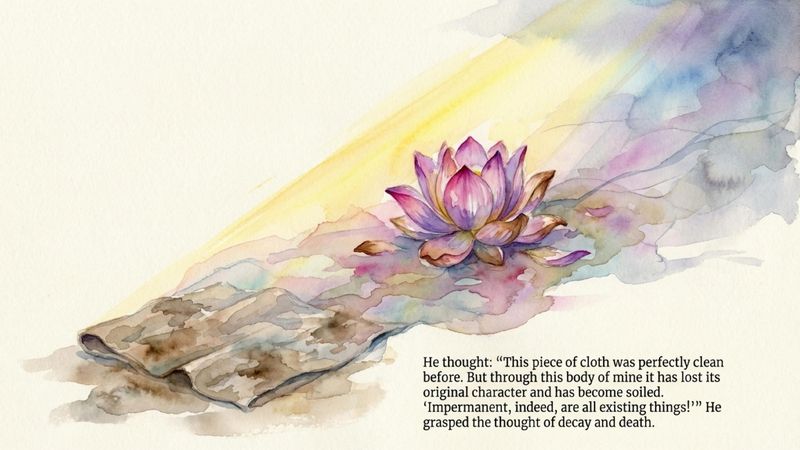 He thought: “This piece of cloth was perfectly clean
before. But through this body of mine it has lost its
original character and has become soiled.
‘Impermanent, indeed, are all existing things!’” He
grasped the thought of decay and death.